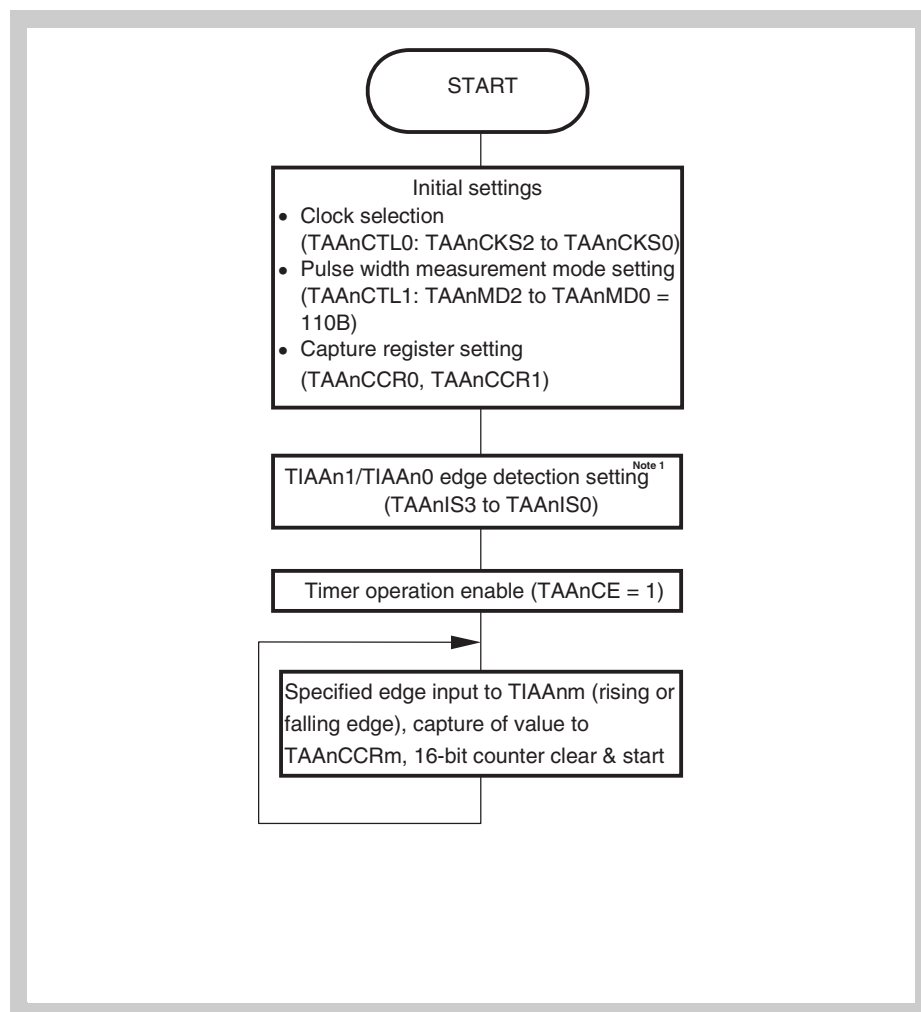 START
Initial settings
• Clock selection
(TAAnCTL0: TAAnCKS2 to TAAnCKS0)
• Pulse width measurement mode setting
(TAAnCTL1: TAAnMD2 to TAAnMD0 =
110B)
• Capture register setting
(TAAnCCR0, TAAnCCR1)
TIAAn1/TIAAn0 edge detection setting Note 1
(TAAnIS3 to TAAnIS0)
Timer operation enable (TAAnCE = 1)
Specified edge input to TIAAnm (rising or
falling edge), capture of value to
TAAnCCRm, 16-bit counter clear & start